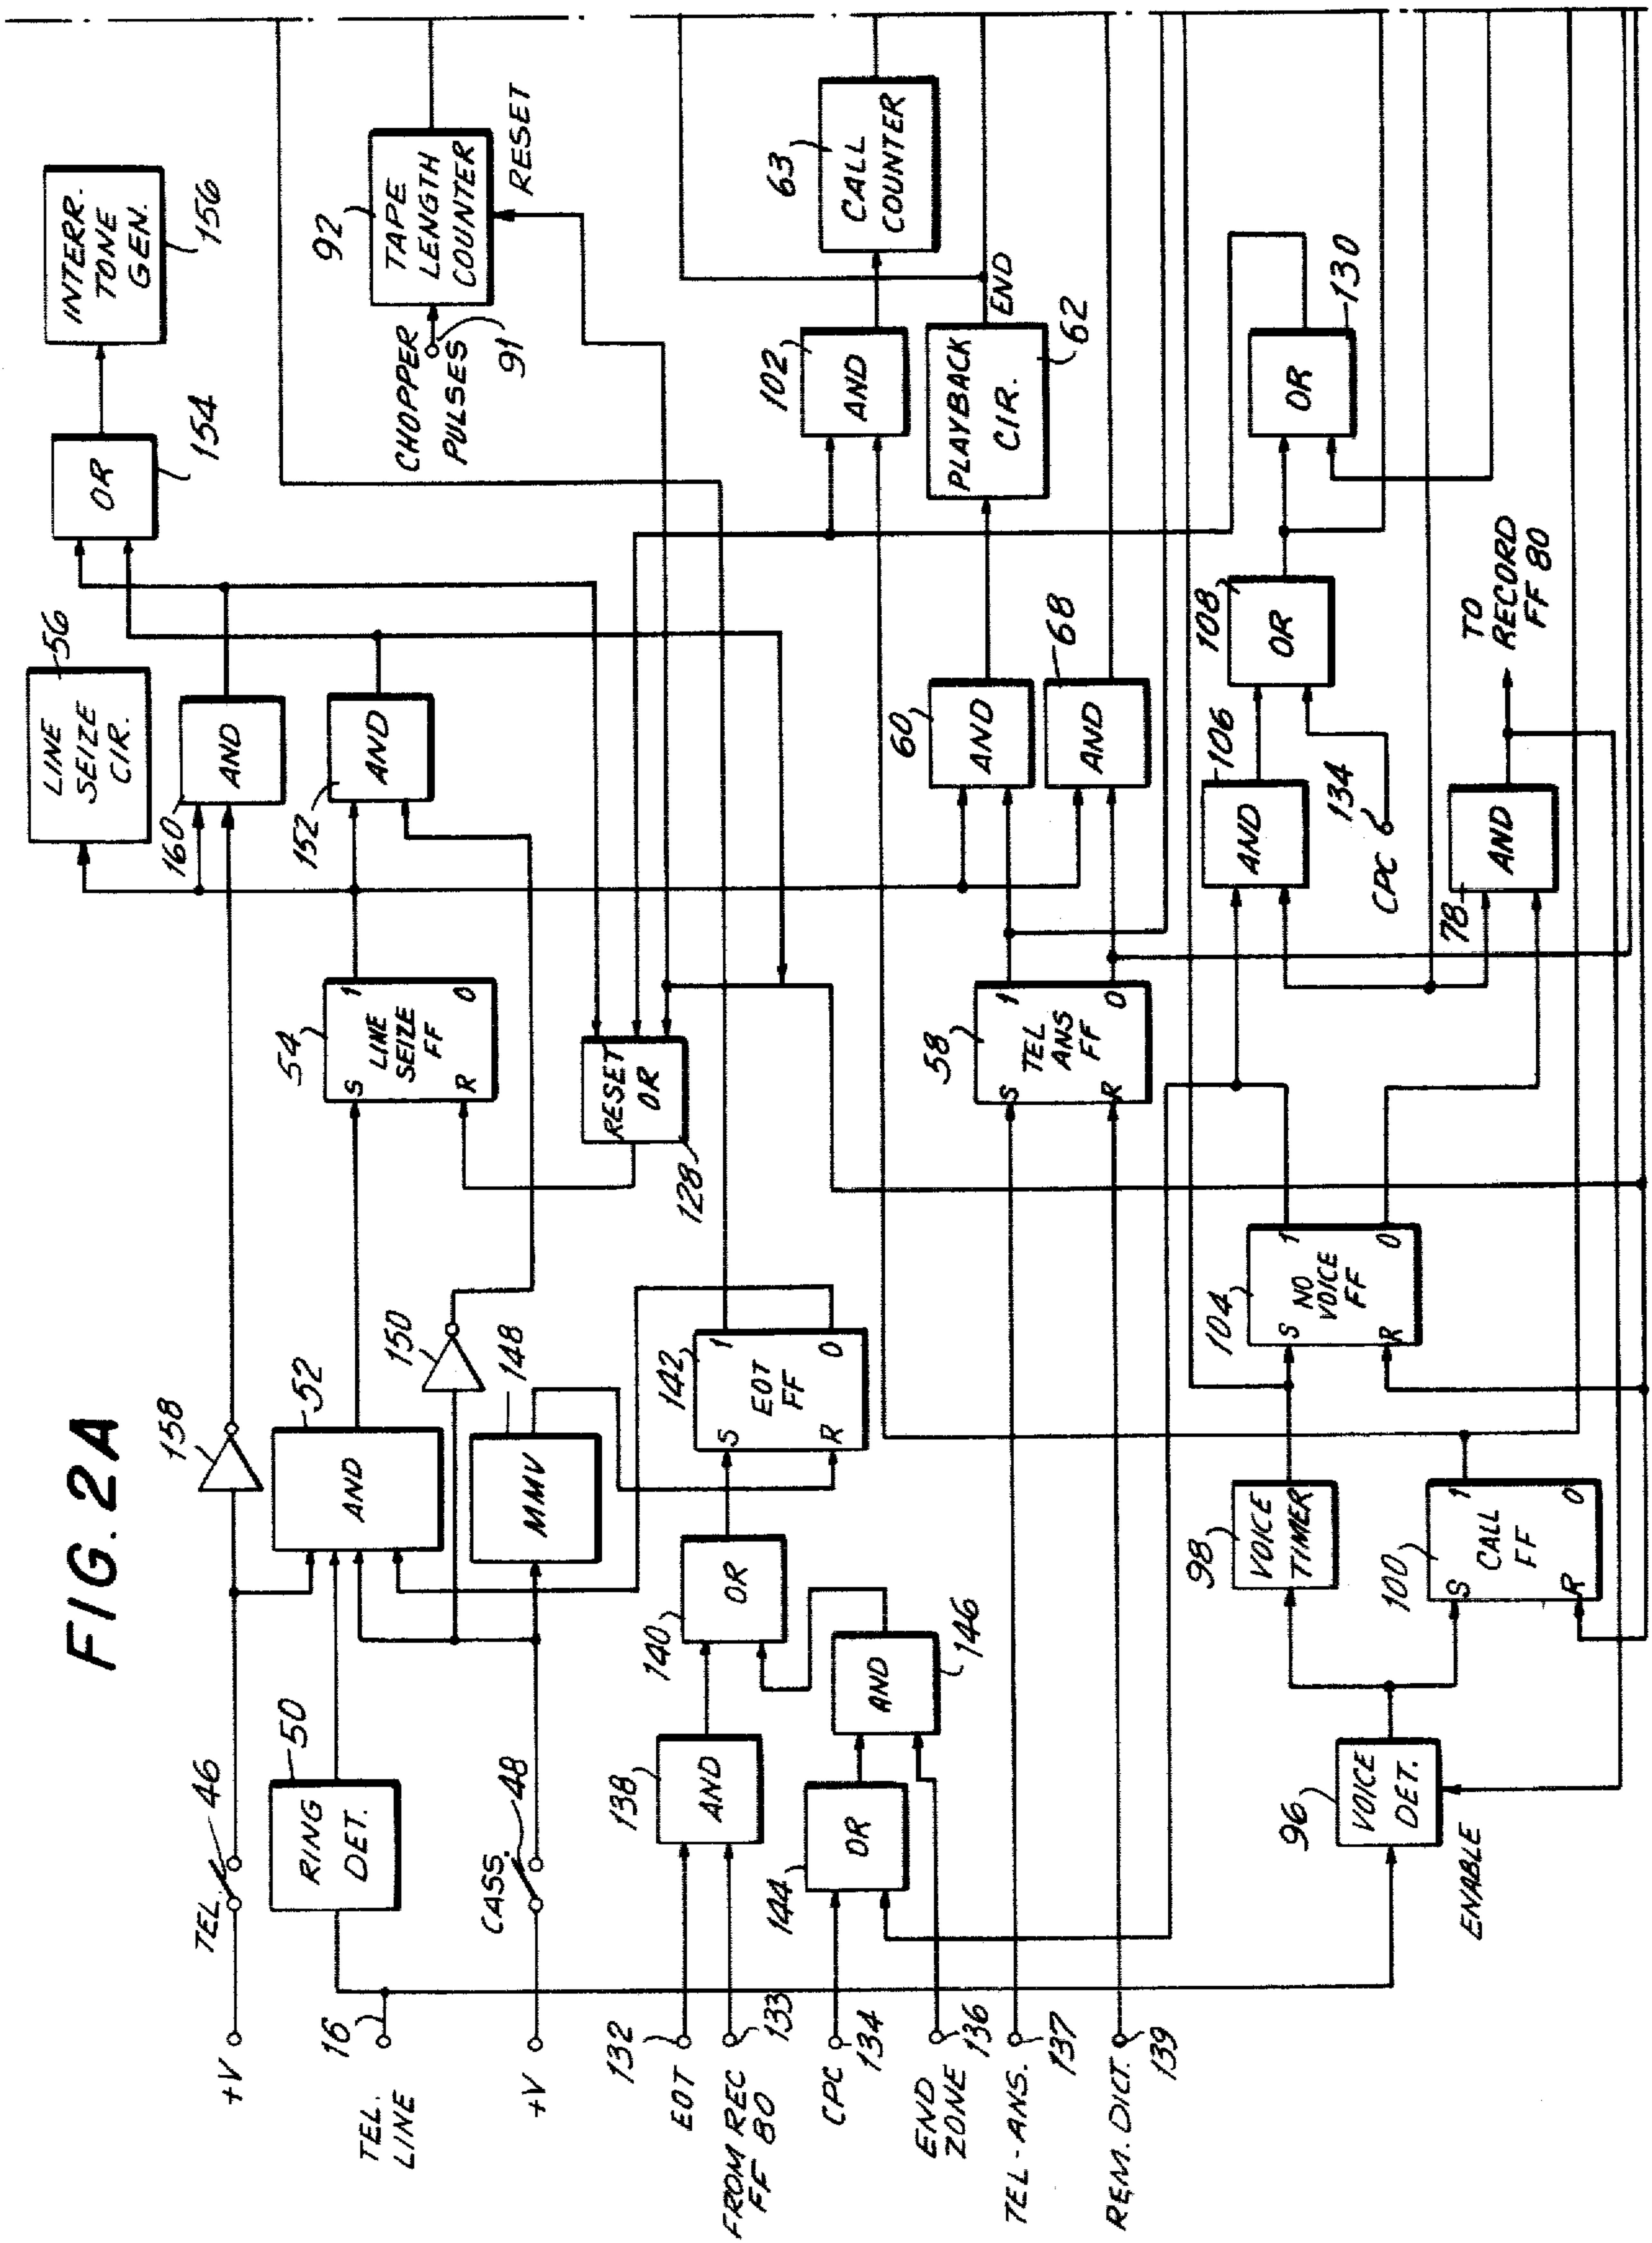 FIG.2A
+V
TEL.
46
158
160
AND
LINE
SEIZE
CIR.
56
OR
154
INTERR.
TONE
GEN.
156
16
TEL.
LINE
RING
DET.
50
AND
52
54
S
1
LINE
SEIZE
FF
R
0
152
AND
92
TAPE
LENGTH
COUNTER
RESET
CHOPPER
PULSES
91
+V
CASS.
48
150
MMV
148
RESET
OR
128
132
EOT
FROM REC
FF 80
133
138
AND
140
OR
142
S
1
EOT
FF
R
0
CPC
134
144
OR
AND
146
END
ZONE
136
102
AND
63
CALL
COUNTER
TEL-ANS.
137
58
S
1
TEL
ANS
FF
R
0
60
AND
PLAYBACK
CIR.
END
62
REM. DICT.
139
AND
68
96
VOICE
DET.
ENABLE
98
VOICE
TIMER
104
S
1
NO
VOICE
FF
R
0
106
AND
108
OR
OR
130
CPC
134
100
S
1
CALL
FF
R
0
78
AND
TO
RECORD
FF 80